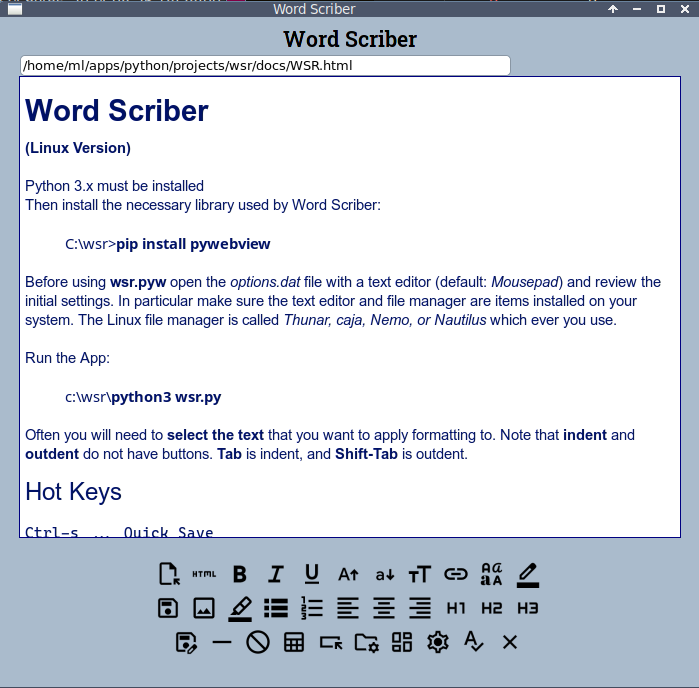 Word Scriber
Word Scriber
/home/ml/apps/python/projects/wsr/docs/WSR.html
Word Scriber
(Linux Version)
Python 3.x must be installed
Then install the necessary library used by Word Scriber:
C:\wsr>pip install pywebview
Before using wsr.pyw open the options.dat file with a text editor (default: Mousepad) and review the
initial settings. In particular make sure the text editor and file manager are items installed on your
system. The Linux file manager is called Thunar, caja, Nemo, or Nautilus which ever you use.
Run the App:
c:\wsr\python3 wsr.py
Often you will need to select the text that you want to apply formatting to. Note that indent and
outdent do not have buttons. Tab is indent, and Shift-Tab is outdent.
Hot Keys
Ctrl-s ... Quick Save
HTML B I U A a TT AaaA
1 2 3 H1 H2 H3
A